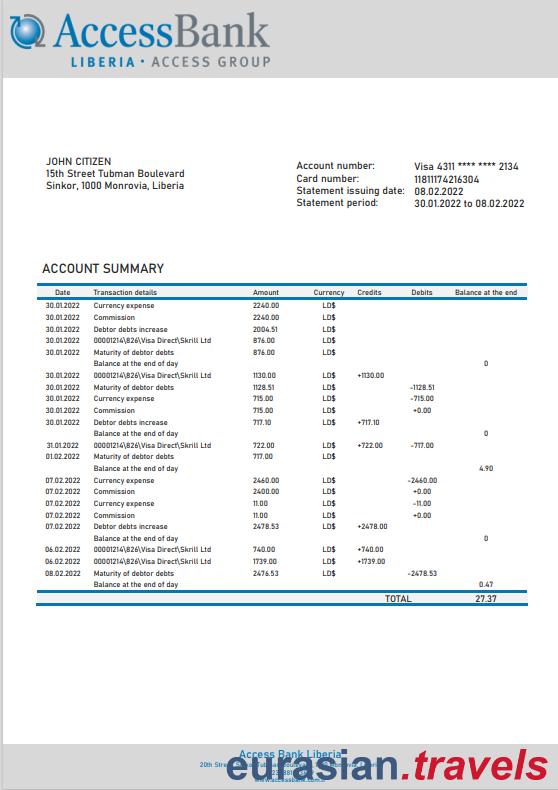 AccessBank
LIBERIA • ACCESS GROUP
JOHN CITIZEN
15th Street Tubman Boulevard
Sinkor, 1000 Monrovia, Liberia
Account number: Visa 4311 **** **** 2134
Card number: 11811174216304
Statement issuing date: 08.02.2022
Statement period: 30.01.2022 to 08.02.2022
ACCOUNT SUMMARY
Date Transaction details Amount Currency Credits Debits Balance at the end
30.01.2022 Currency expense 2240.00 LD$
30.01.2022 Commission 2240.00 LD$
30.01.2022 Debtor debts increase 2004.51 LD$
30.01.2022 00001214\826\Visa Direct\Skrill Ltd 876.00 LD$
30.01.2022 Maturity of debtor debts 876.00 LD$
Balance at the end of day 0
30.01.2022 00001214\826\Visa Direct\Skrill Ltd 1130.00 LD$ +1130.00
30.01.2022 Maturity of debtor debts 1128.51 LD$ -1128.51
30.01.2022 Currency expense 715.00 LD$ -715.00
30.01.2022 Commission 715.00 LD$ +0.00
30.01.2022 Debtor debts increase 717.10 LD$ +717.10
Balance at the end of day 0
31.01.2022 00001214\826\Visa Direct\Skrill Ltd 722.00 LD$ +722.00 -717.00
01.02.2022 Maturity of debtor debts 717.00 LD$
Balance at the end of day 4.90
07.02.2022 Currency expense 2460.00 LD$ -2460.00
07.02.2022 Commission 2400.00 LD$ +0.00
07.02.2022 Currency expense 11.00 LD$ -11.00
07.02.2022 Commission 11.00 LD$ +0.00
07.02.2022 Debtor debts increase 2478.53 LD$ +2478.00
Balance at the end of day 0
06.02.2022 00001214\826\Visa Direct\Skrill Ltd 740.00 LD$ +740.00
06.02.2022 00001214\826\Visa Direct\Skrill Ltd 1739.00 LD$ +1739.00
08.02.2022 Maturity of debtor debts 2476.53 LD$ -2478.53
Balance at the end of day 0.47
TOTAL 27.37
Access Bank Liberia
20th Street
eurasian.travels